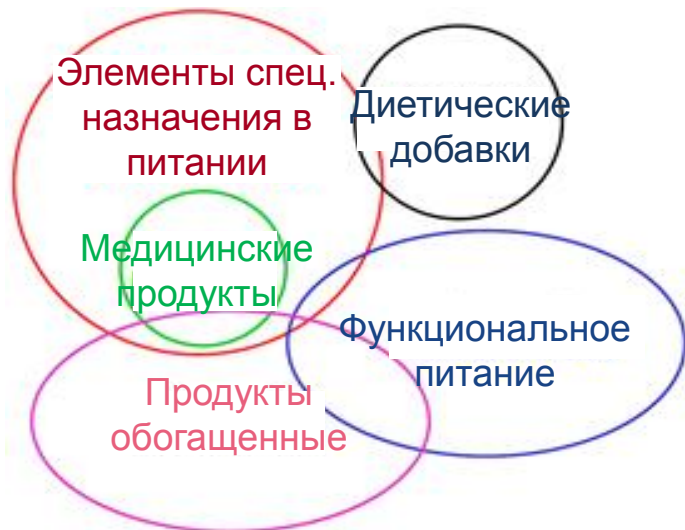 Элементы спец.
назначения в
питании
Диетические
добавки
Медицинские
продукты
Функциональное
питание
Продукты
обогащенные